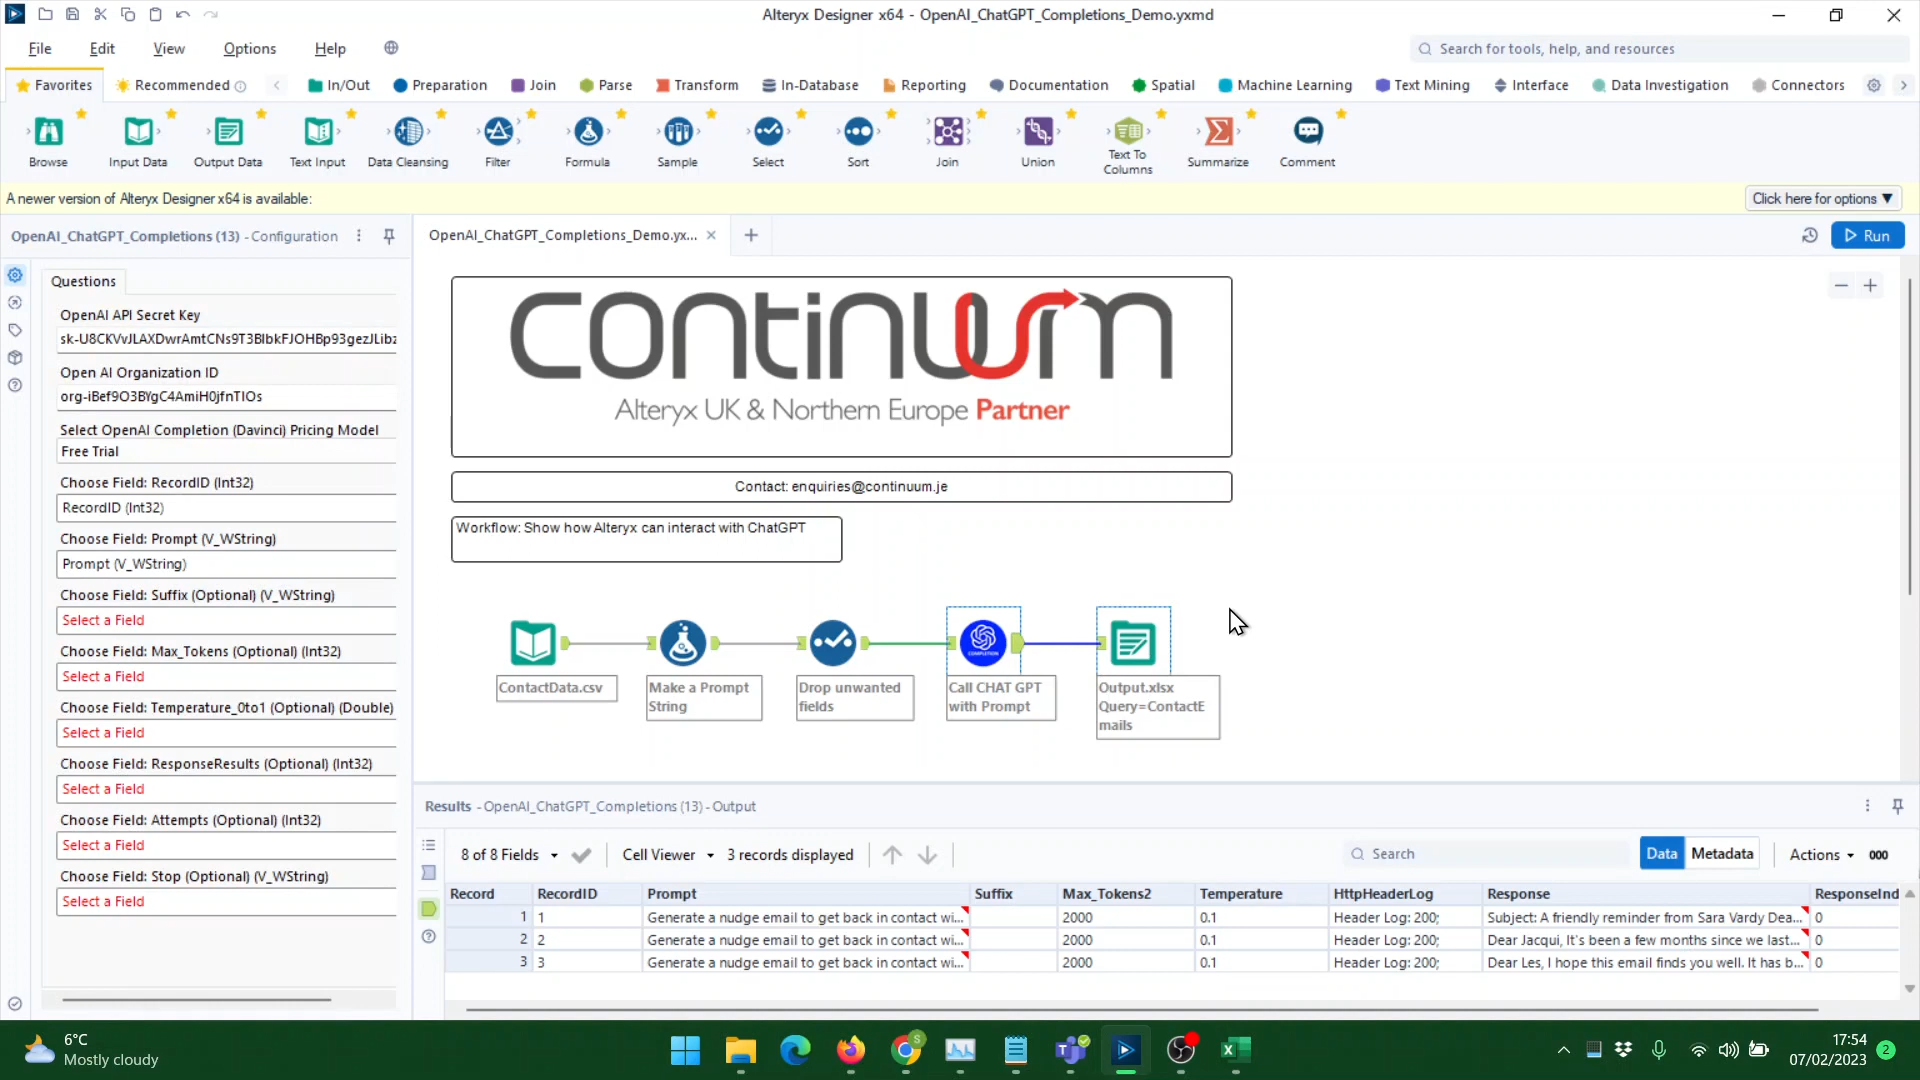 Alteryx Designer x64 - OpenAI_ChatGPT_Completions_Demo.yxmd
File Edit View Options Help
Search for tools, help, and resources
Favorites Recommended In/Out Preparation Join Parse Transform In-Database Reporting Documentation Spatial Machine Learning Text Mining Interface Data Investigation Connectors
Browse Input Data Output Data Text Input Data Cleansing Filter Formula Sample Select Sort Join Union Text To Columns Summarize Comment
A newer version of Alteryx Designer x64 is available:
Click here for options ▼
OpenAI_ChatGPT_Completions (13) - Configuration
OpenAI_ChatGPT_Completions_Demo.yx...
Run
Questions
OpenAI API Secret Key
Open AI Organization ID
org-iBef9O3BYgC4AmiH0jfnTIOs
Select OpenAI Completion (Davinci) Pricing Model
Free Trial
Choose Field: RecordID (Int32)
RecordID (Int32)
Choose Field: Prompt (V_WString)
Prompt (V_WString)
Choose Field: Suffix (Optional) (V_WString)
Select a Field
Choose Field: Max_Tokens (Optional) (Int32)
Select a Field
Choose Field: Temperature_0to1 (Optional) (Double)
Select a Field
Choose Field: ResponseResults (Optional) (Int32)
Select a Field
Choose Field: Attempts (Optional) (Int32)
Select a Field
Choose Field: Stop (Optional) (V_WString)
Select a Field
continuum
Alteryx UK & Northern Europe Partner
Contact: enquiries@continuum.je
Workflow: Show how Alteryx can interact with ChatGPT
COMPLETION
ContactData.csv
Make a Prompt
String
Drop unwanted
fields
Call CHAT GPT
with Prompt
Output.xlsx
Query=ContactE
mails
Results - OpenAI_ChatGPT_Completions (13) - Output
8 of 8 Fields Cell Viewer 3 records displayed Search Data Metadata Actions 000
Record RecordID Prompt Suffix Max_Tokens2 Temperature HttpHeaderLog Response ResponseInd
1 1 Generate a nudge email to get back in contact wi... 2000 0.1 Header Log: 200; Subject: A friendly reminder from Sara Vardy Dea... 0
2 2 Generate a nudge email to get back in contact wi... 2000 0.1 Header Log: 200; Dear Jacqui, It's been a few months since we last... 0
3 3 Generate a nudge email to get back in contact wi... 2000 0.1 Header Log: 200; Dear Les, I hope this email finds you well. It has b... 0
6°C
Mostly cloudy
17:54
07/02/2023
2